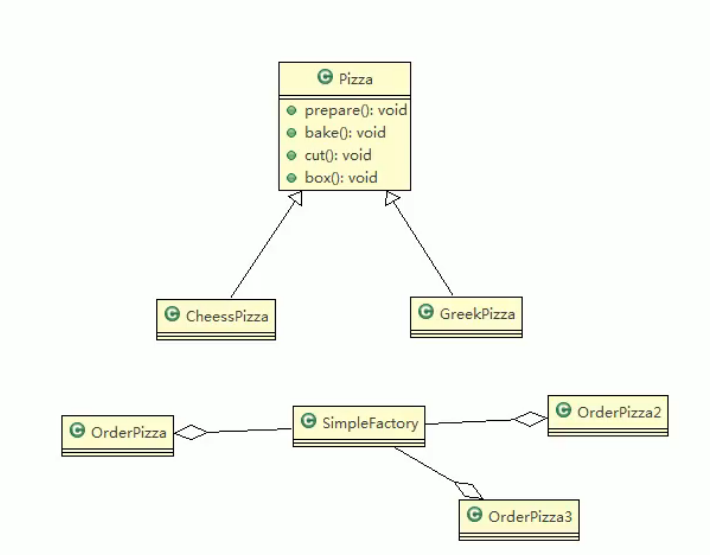 C Pizza
prepare(): void
bake(): void
cut(): void
box(): void
C CheessPizza
C GreekPizza
C OrderPizza
C SimpleFactory
C OrderPizza2
C OrderPizza3